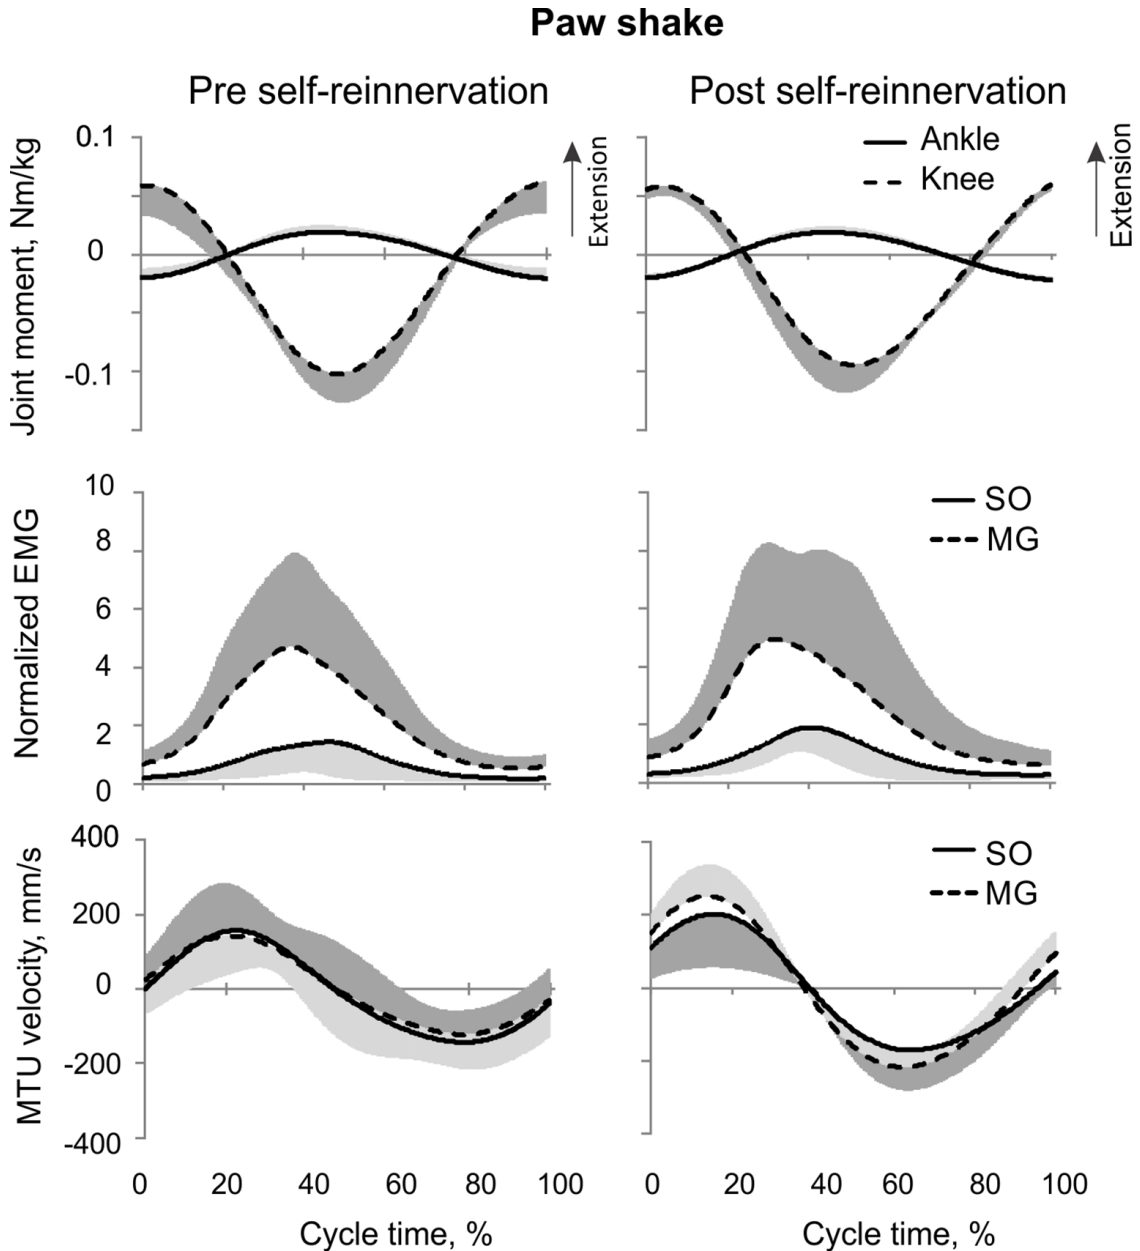 Paw shake
Pre self-reinnervation
Post self-reinnervation
Joint moment, Nm/kg
0.1
0
-0.1
Extension
Ankle
Knee
Extension
Normalized EMG
10
8
6
4
2
0
SO
MG
MTU velocity, mm/s
400
200
0
-200
-400
SO
MG
0 20 40 60 80 100
0 20 40 60 80 100
Cycle time, %
Cycle time, %